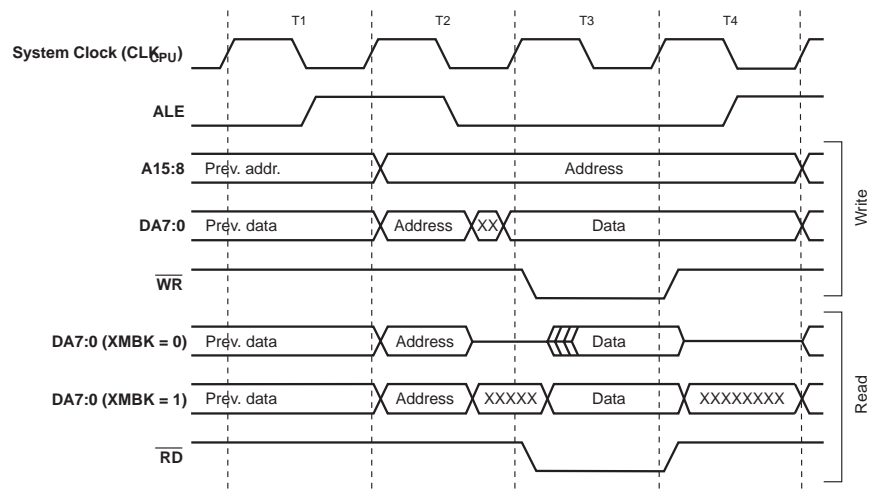 T1 T2 T3 T4
System Clock (CLKCPU)
ALE
A15:8 Prev. addr. Address
DA7:0 Prev. data Address XX Data
WR
Write
DA7:0 (XMBK = 0) Prev. data Address Data
DA7:0 (XMBK = 1) Prev. data Address XXXXX Data XXXXXXXX
RD
Read